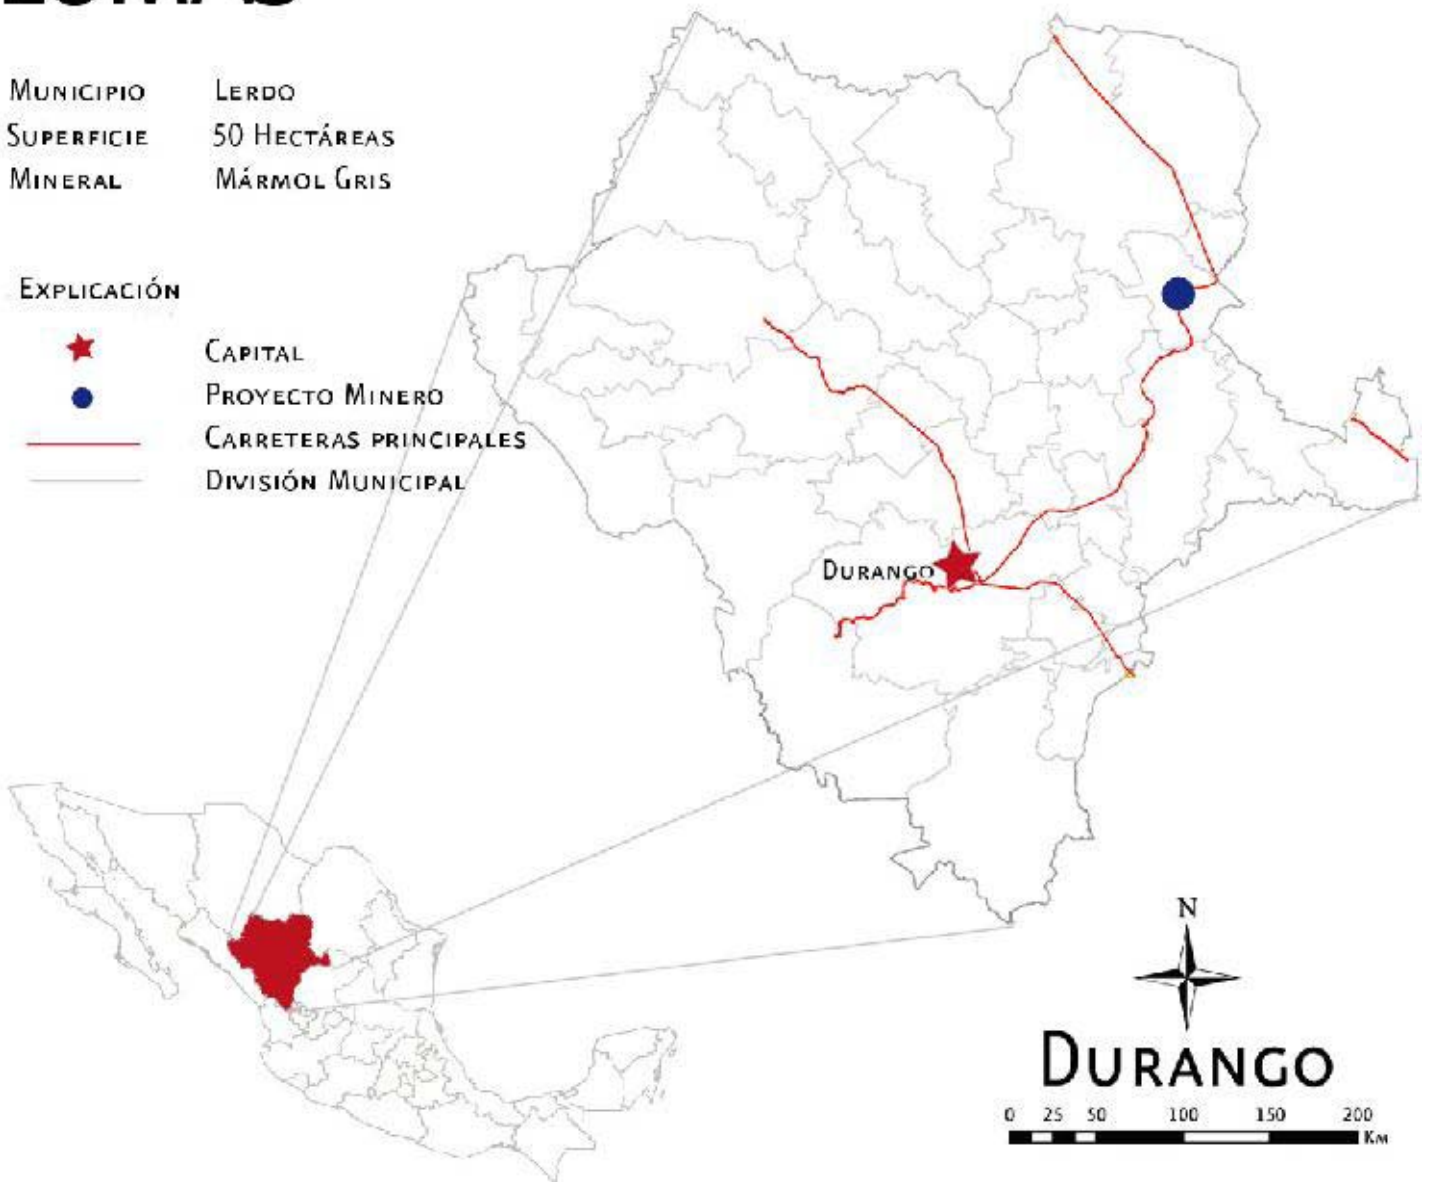 MUNICIPIO LERDO
SUPERFICIE 50 HECTÁREAS
MINERAL MÁRMOL GRIS
EXPLICACIÓN
CAPITAL
PROYECTO MINERO
CARRETERAS PRINCIPALES
DIVISIÓN MUNICIPAL
DURANGO
N
DURANGO
0 25 50 100 150 200
KM